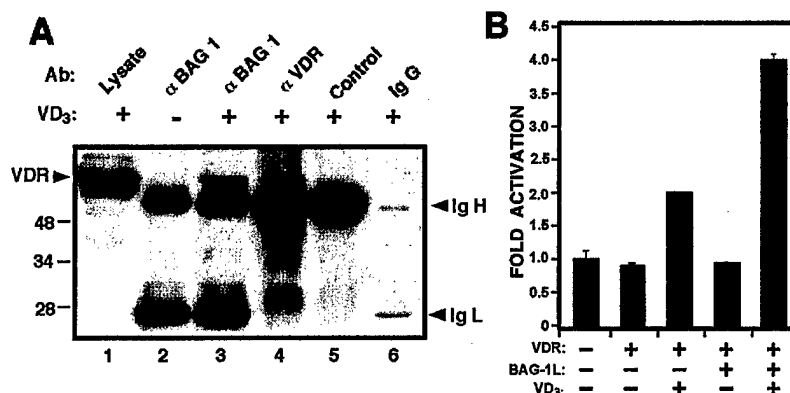 A
Ab: Lysate α BAG 1 α BAG 1 α VDR Control Ig G
VD3: + - + + + +
VDR
48
34
28
Ig H
Ig L
1 2 3 4 5 6
B
FOLD ACTIVATION
4.5
4.0
3.5
3.0
2.5
2.0
1.5
1.0
0.5
0
VDR: - + + + +
BAG-1L: - - - + +
VD3: - - + - +